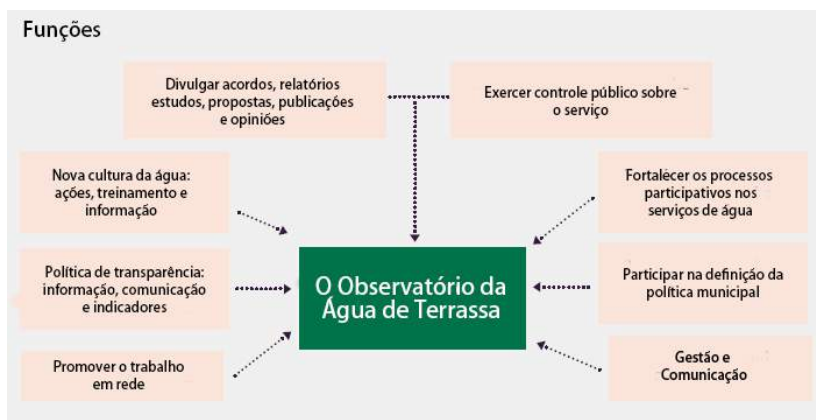 Funções
Divulgar acordos, relatórios
estudos, propostas, publicações
e opiniões
Exercer controle público sobre
o serviço
Nova cultura da água:
ações, treinamento e
informação
Fortalecer os processos
participativos nos
serviços de água
Política de transparência:
informação, comunicação
e indicadores
O Observatório da
Água de Terrassa
Participar na definição da
política municipal
Promover o trabalho
em rede
Gestão e
Comunicação